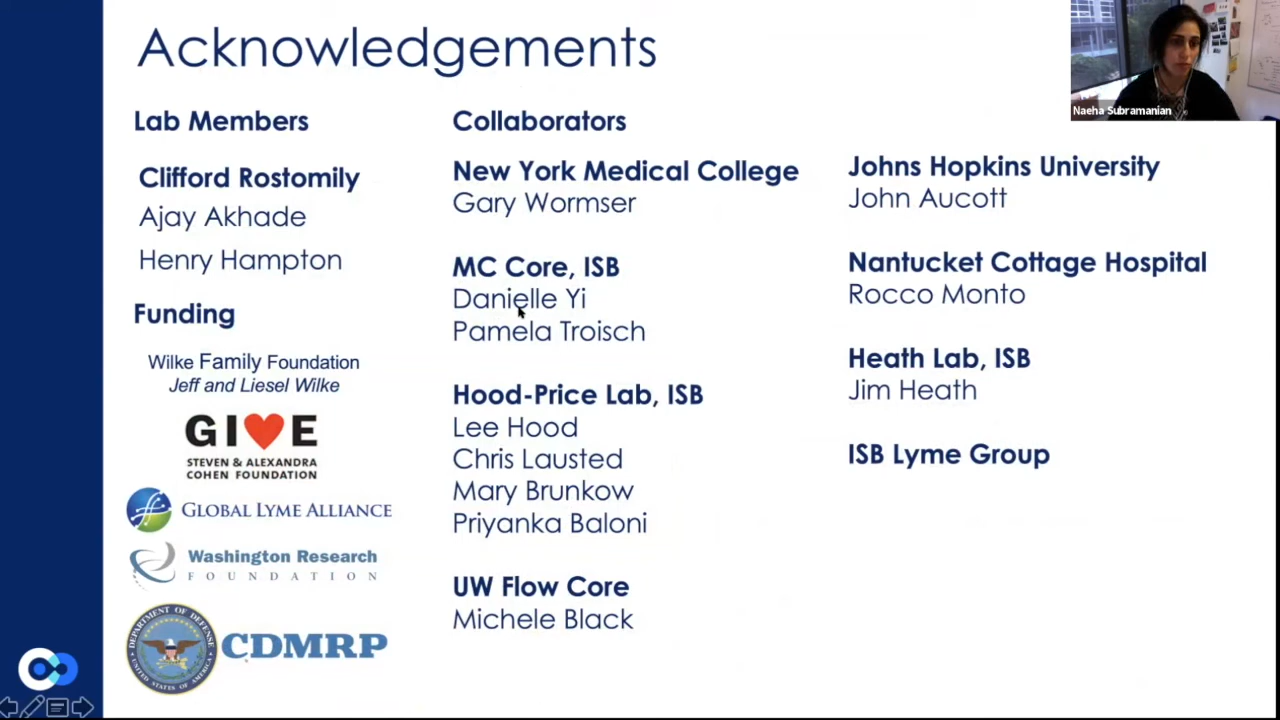 Acknowledgements
Lab Members
Clifford Rostomily
Ajay Akhade
Henry Hampton
Funding
Wilke Family Foundation
Jeff and Liesel Wilke
GIVE
STEVEN & ALEXANDRA
COHEN FOUNDATION
GLOBAL LYME ALLIANCE
Washington Research
FOUNDATION
DEPARTMENT OF DEFENSE
UNITED STATES OF AMERICA
CDMRP
Collaborators
New York Medical College
Gary Wormser
MC Core, ISB
Danielle Yi
Pamela Troisch
Hood-Price Lab, ISB
Lee Hood
Chris Lausted
Mary Brunkow
Priyanka Baloni
UW Flow Core
Michele Black
Johns Hopkins University
John Aucott
Nantucket Cottage Hospital
Rocco Monto
Heath Lab, ISB
Jim Heath
ISB Lyme Group
Naeha Subramanian